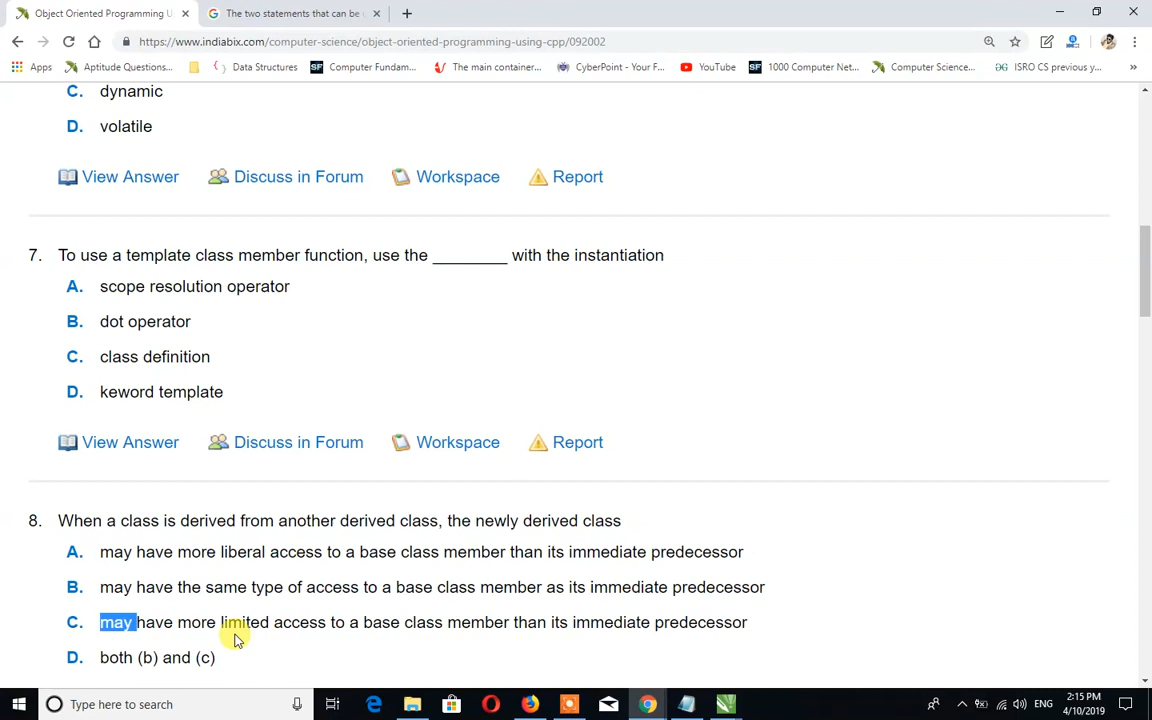 Object Oriented Programming U
The two statements that can be
https://www.indiabix.com/computer-science/object-oriented-programming-using-cpp/092002
Apps Aptitude Questions... Data Structures Computer Fundam... The main container... CyberPoint - Your F... YouTube 1000 Computer Net... Computer Science... ISRO CS previous y...
C. dynamic
D. volatile
View Answer Discuss in Forum Workspace Report
7. To use a template class member function, use the ________ with the instantiation
A. scope resolution operator
B. dot operator
C. class definition
D. keword template
View Answer Discuss in Forum Workspace Report
8. When a class is derived from another derived class, the newly derived class
A. may have more liberal access to a base class member than its immediate predecessor
B. may have the same type of access to a base class member as its immediate predecessor
C. may have more limited access to a base class member than its immediate predecessor
D. both (b) and (c)
Type here to search
ENG
2:15 PM
4/10/2019